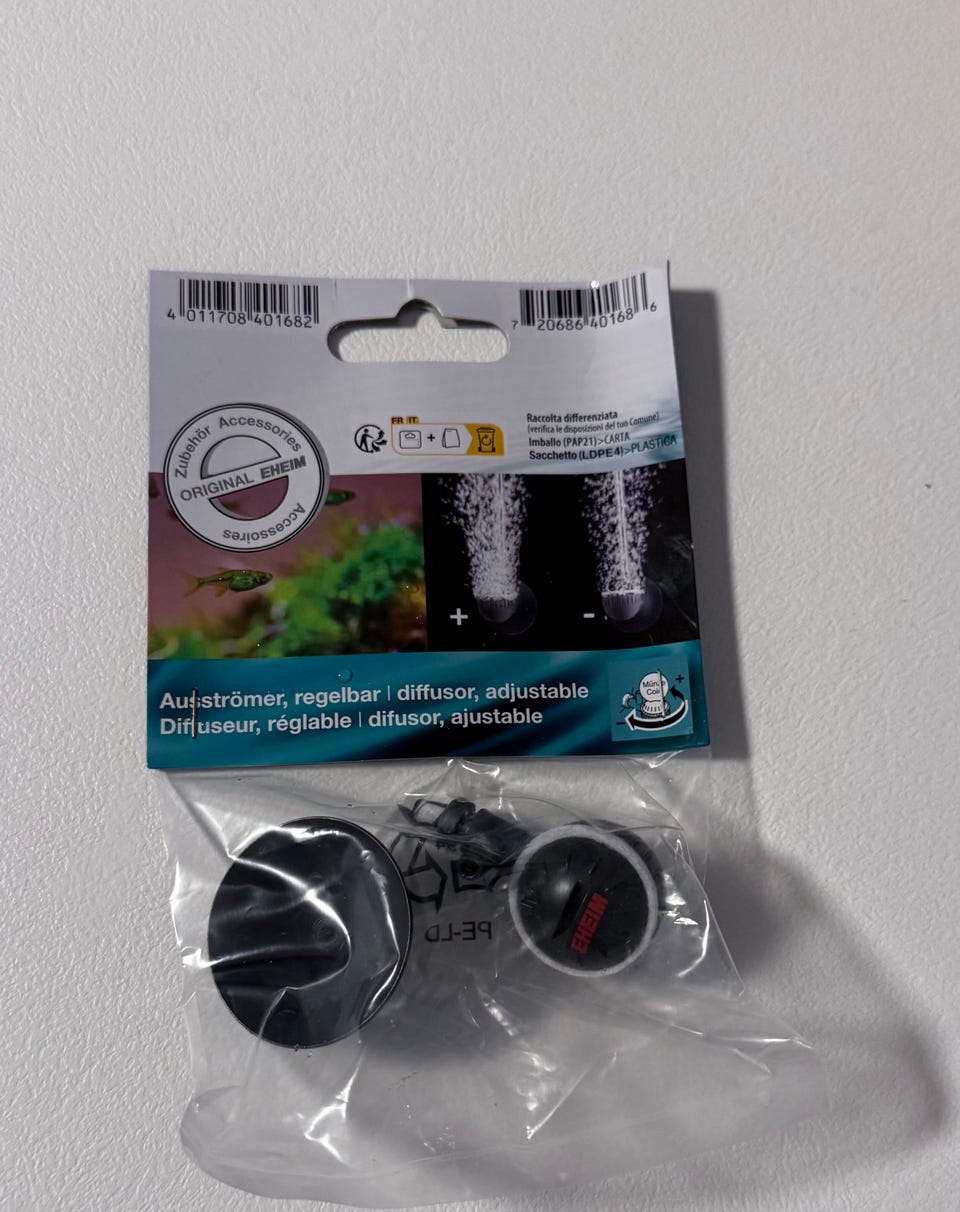 4 011708 401682
7 20686 40168 6
Zubehör Accessories
ORIGINAL EHEIM
Accessoires
FR IT
+
Raccolta differenziata
(verifica le disposizioni del tuo Comune)
Imballo (PAP21)>CARTA
Sacchetto (LDPE4)>PLASTICA
+
-
Ausströmer, regelbar | diffusor, adjustable
Diffuseur, réglable | difusor, ajustable
Münze
Coin
+
-
PE-LD
EHEIM